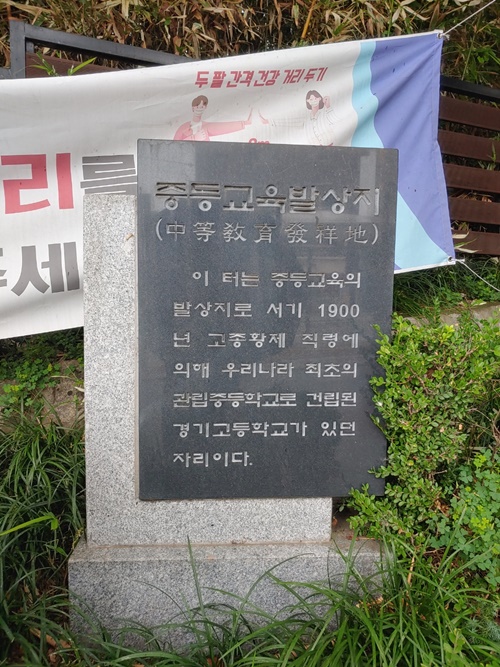 두 팔 간격 건강 거리 두기
리를
주세
중등교육발상지
(中等敎育發祥地)
이 터는 중등교육의
발상지로 서기 1900
년 고종황제 칙령에
의해 우리나라 최초의
관립중등학교로 건립된
경기고등학교가 있던
자리이다.